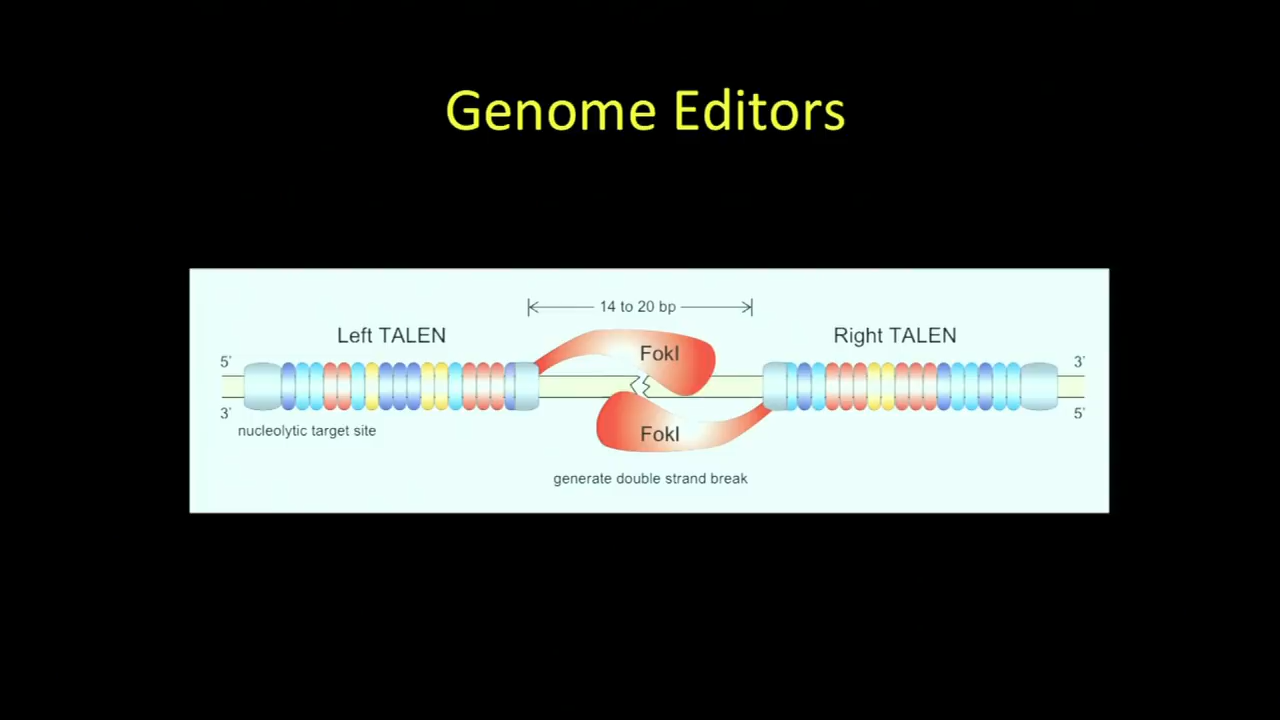 Genome Editors
14 to 20 bp
Left TALEN
Right TALEN
5'
FokI
3'
3'
5'
nucleolytic target site
FokI
generate double strand break